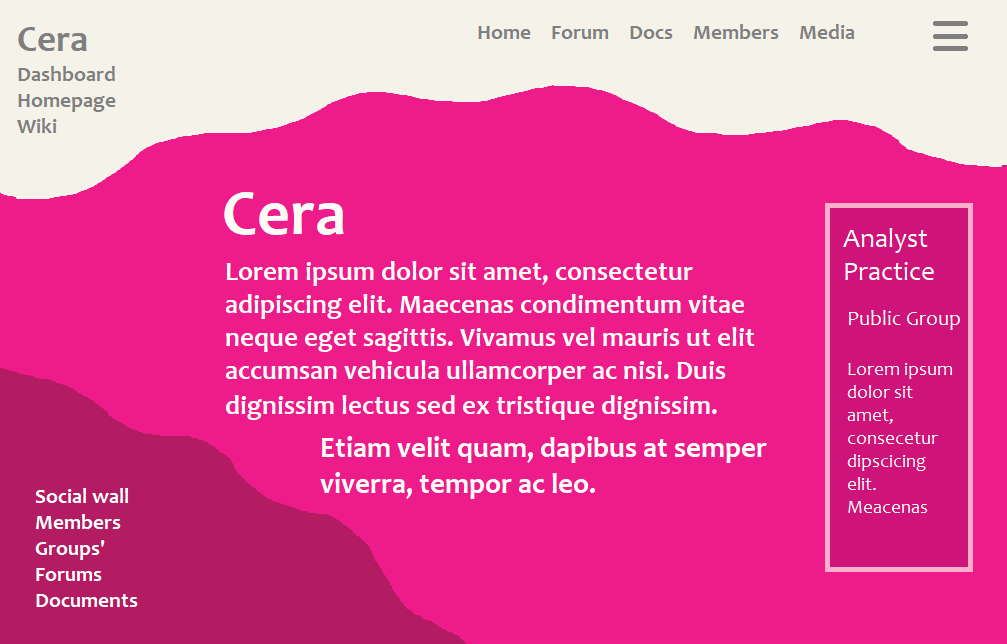 Cera
Dashboard
Homepage
Wiki
Home Forum Docs Members Media
Cera
Lorem ipsum dolor sit amet, consectetur
adipiscing elit. Maecenas condimentum vitae
neque eget sagittis. Vivamus vel mauris ut elit
accumsan vehicula ullamcorper ac nisi. Duis
dignissim lectus sed ex tristique dignissim.
Etiam velit quam, dapibus at semper
viverra, tempor ac leo.
Analyst
Practice
Public Group
Lorem ipsum
dolor sit
amet,
consecetur
dipscicing
elit.
Meacenas
Social wall
Members
Groups'
Forums
Documents